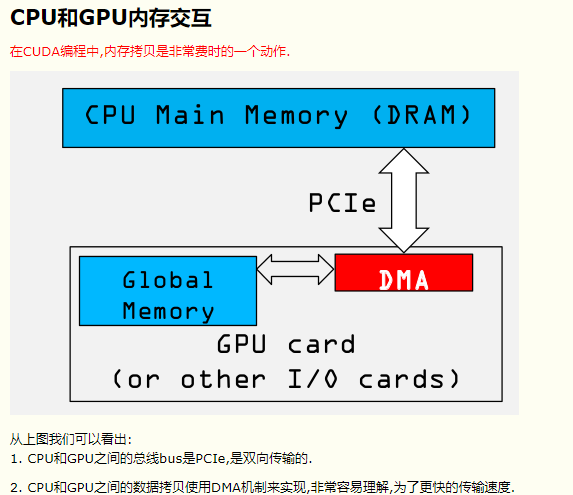 CPU和GPU内存交互
在CUDA编程中,内存拷贝是非常费时的一个动作.
CPU Main Memory (DRAM)
PCIe
Global
Memory
DMA
GPU card
(or other I/O cards)
从上图我们可以看出:
1. CPU和GPU之间的总线bus是PCIe,是双向传输的.
2. CPU和GPU之间的数据拷贝使用DMA机制来实现,非常容易理解,为了更快的传输速度.